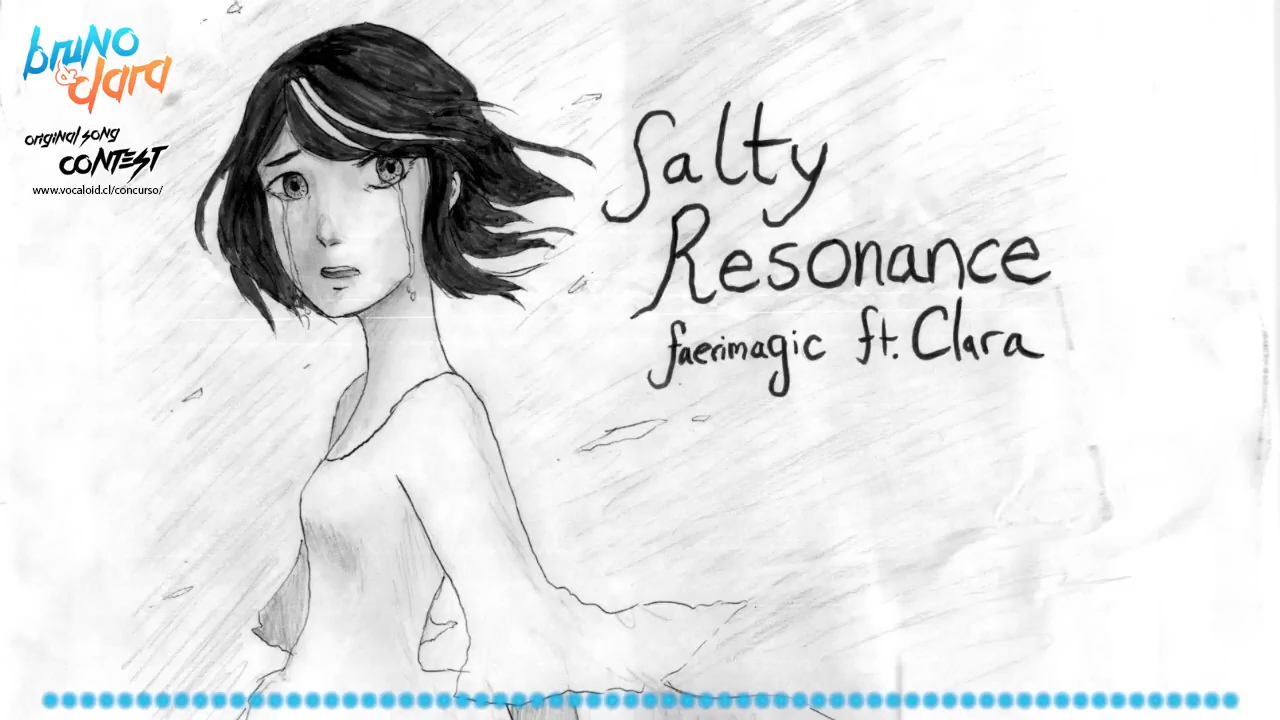 bruno
& clara
original song
contest
www.vocaloid.cl/concurso/
Salty
Resonance
faerimagic ft. Clara